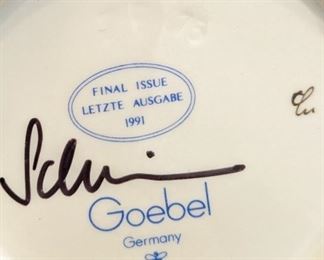 FINAL ISSUE
LETZTE AUSGABE
1991
Goebel
Germany